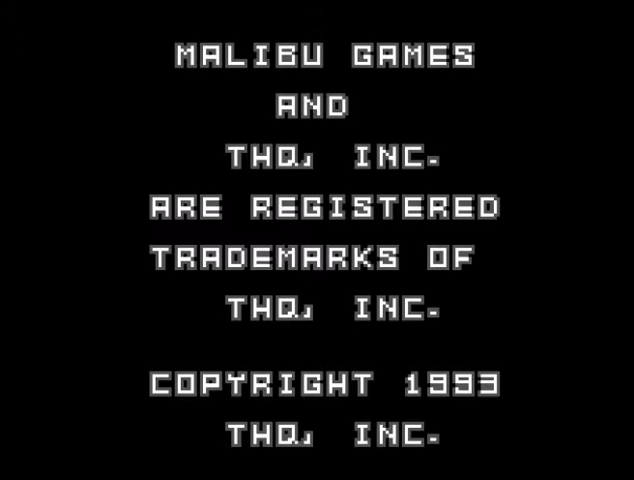 MALIBU GAMES
AND
THQ, INC.
ARE REGISTERED
TRADEMARKS OF
THQ, INC.
COPYRIGHT 1993
THQ, INC.